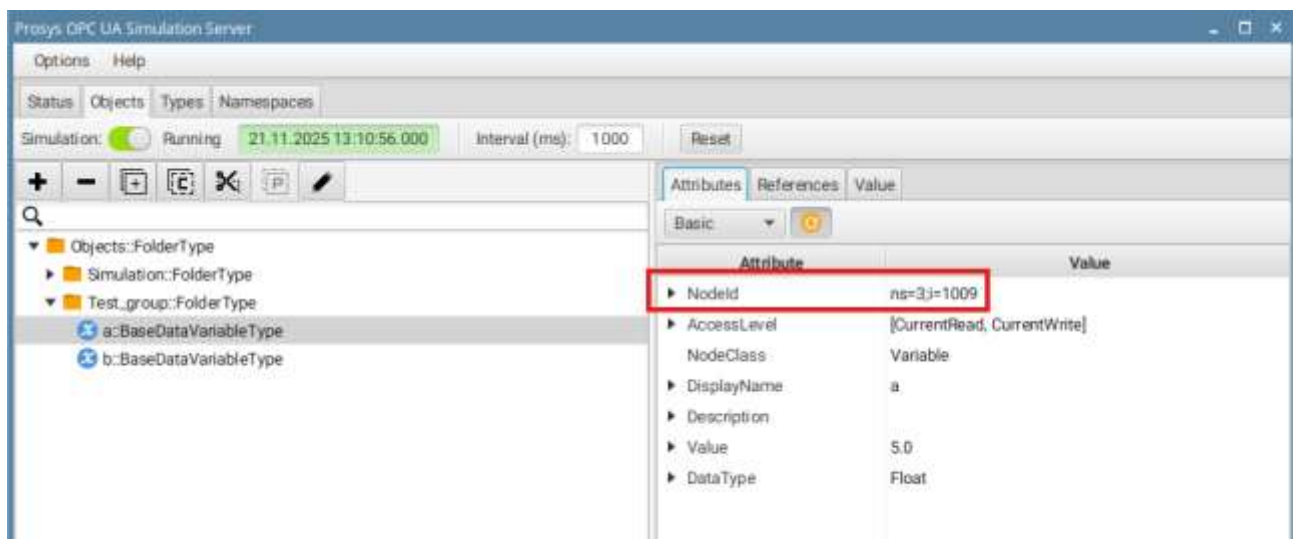 Prosys OPC UA Simulation Server
Options Help
Status Objects Types Namespaces
Simulation: Running 21.11.2025 13:10:56.000 Interval (ms): 1000 Reset
Attributes References Value
Basic
Objects::FolderType
Simulation::FolderType
Test_group::FolderType
a::BaseDataVariableType
b::BaseDataVariableType
Attribute Value
NodeId ns=3;i=1009
AccessLevel [CurrentRead, CurrentWrite]
NodeClass Variable
DisplayName a
Description
Value 5.0
DataType Float